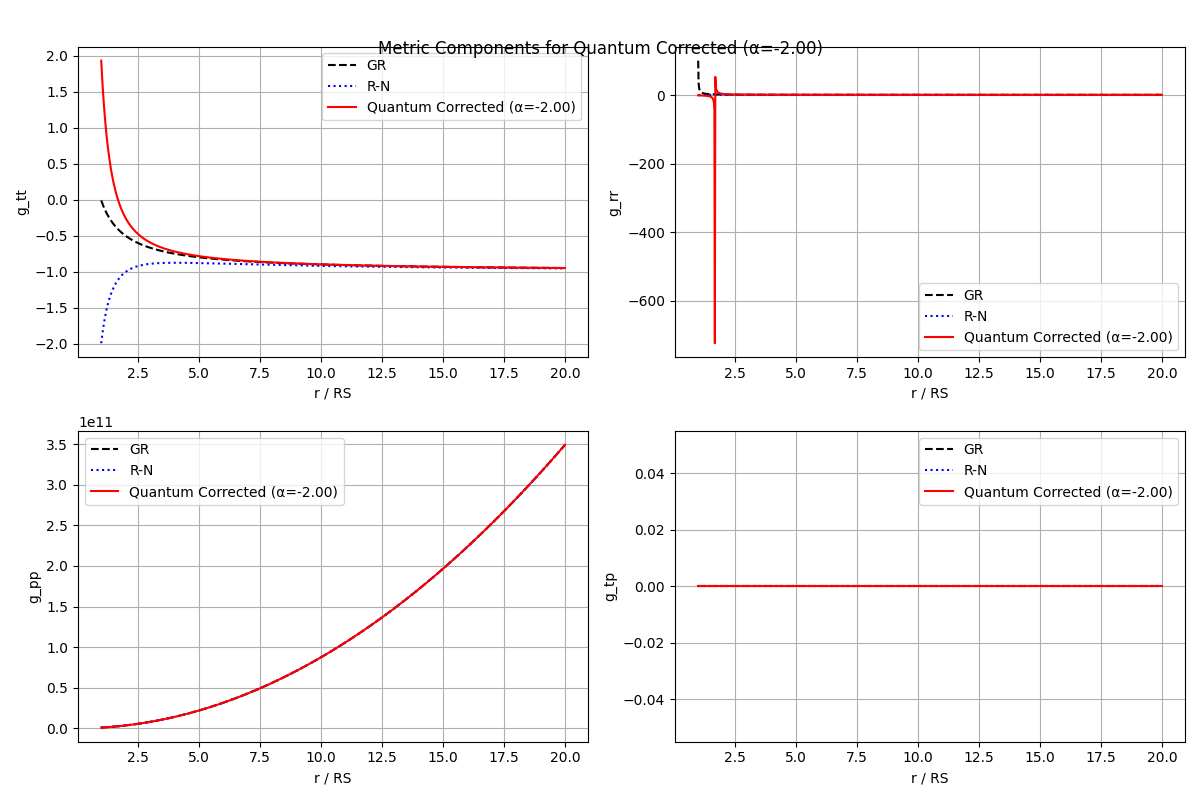 Metric Components for Quantum Corrected (α=-2.00)
2.0
1.5
1.0
0.5
0.0
−0.5
−1.0
−1.5
−2.0
g_tt
GR
R-N
Quantum Corrected (α=-2.00)
2.5 5.0 7.5 10.0 12.5 15.0 17.5 20.0
r / RS
0
−200
−400
−600
g_rr
GR
R-N
Quantum Corrected (α=-2.00)
2.5 5.0 7.5 10.0 12.5 15.0 17.5 20.0
r / RS
1e11
3.5
3.0
2.5
2.0
1.5
1.0
0.5
0.0
g_pp
GR
R-N
Quantum Corrected (α=-2.00)
2.5 5.0 7.5 10.0 12.5 15.0 17.5 20.0
r / RS
0.04
0.02
0.00
−0.02
−0.04
g_tp
GR
R-N
Quantum Corrected (α=-2.00)
2.5 5.0 7.5 10.0 12.5 15.0 17.5 20.0
r / RS